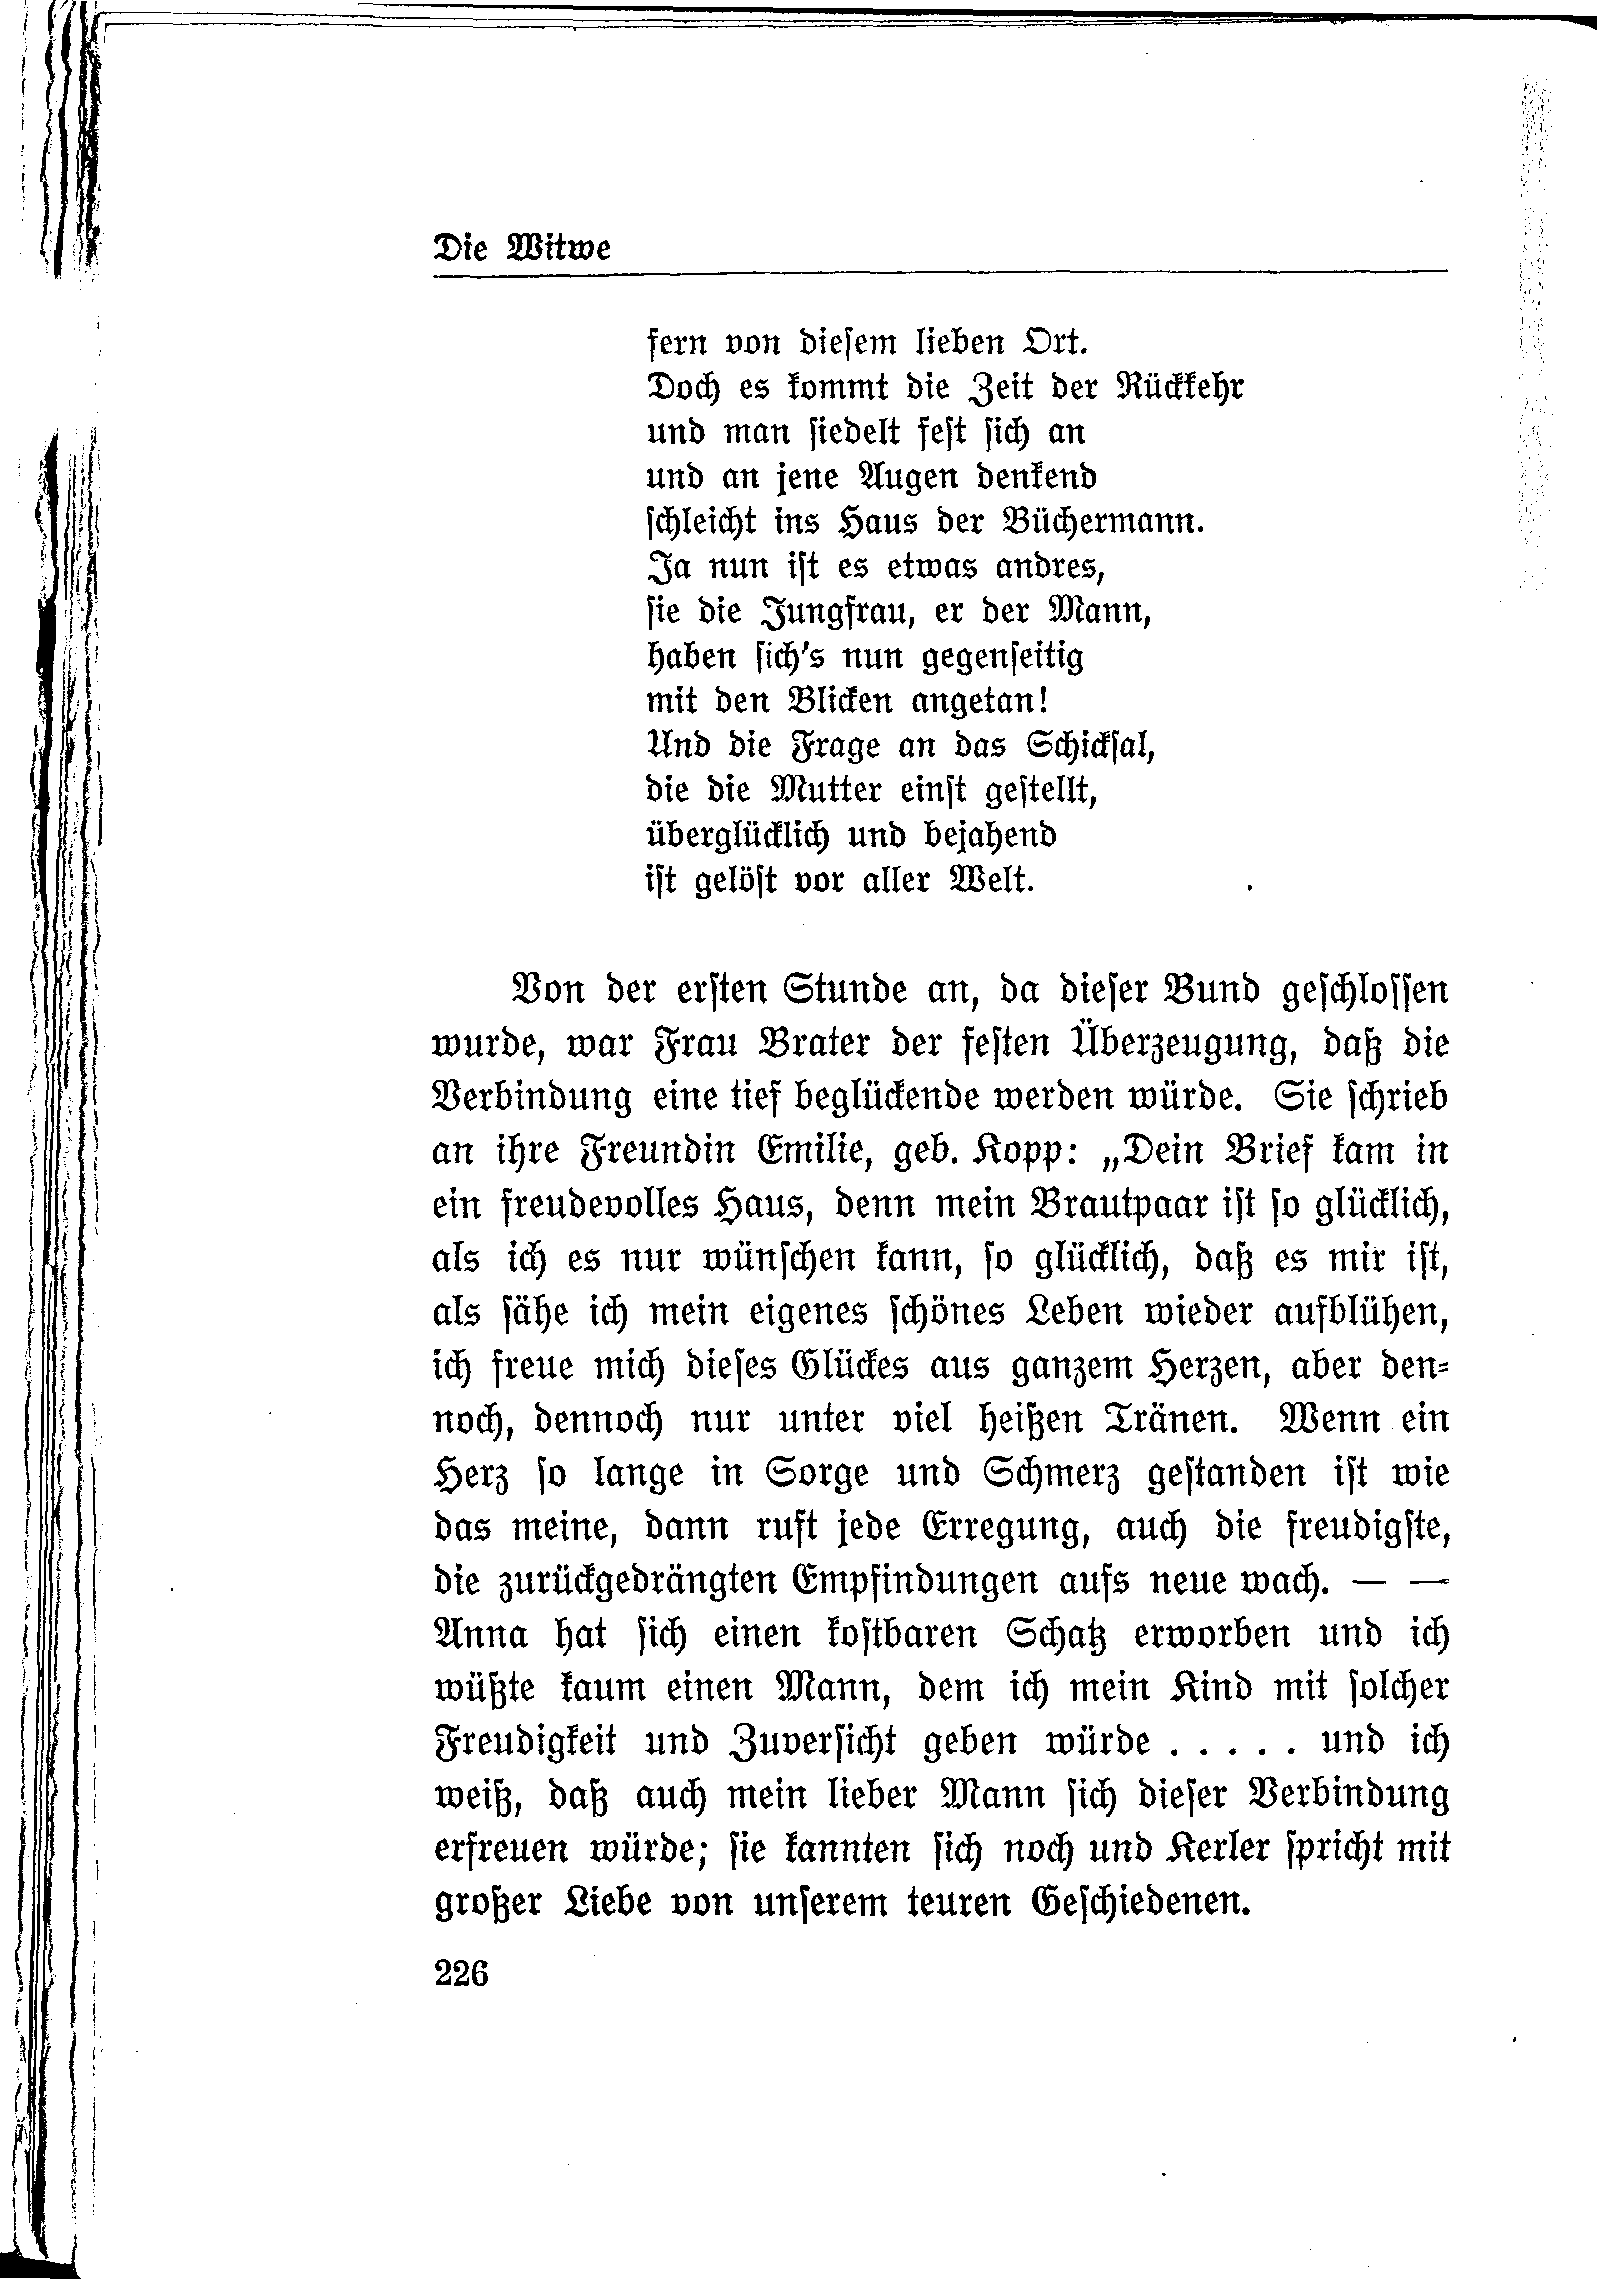 Die Witwe
fern von diesem lieben Ort.
Doch es kommt die Zeit der Rückkehr
und man siedelt fest sich an
und an jene Augen denkend
schleicht ins Haus der Büchermann.
Ja nun ist es etwas andres,
sie die Jungfrau, er der Mann,
haben sich's nun gegenseitig
mit den Blicken angetan!
Und die Frage an das Schicksal,
die die Mutter einst gestellt,
überglücklich und bejahend
ist gelöst vor aller Welt.
Von der ersten Stunde an, da dieser Bund geschlossen
wurde, war Frau Brater der festen Überzeugung, daß die
Verbindung eine tief beglückende werden würde. Sie schrieb
an ihre Freundin Emilie, geb. Kopp: „Dein Brief kam in
ein freudevolles Haus, denn mein Brautpaar ist so glücklich,
als ich es nur wünschen kann, so glücklich, daß es mir ist,
als sähe ich mein eigenes schönes Leben wieder aufblühen,
ich freue mich dieses Glückes aus ganzem Herzen, aber den-
noch, dennoch nur unter viel heißen Tränen. Wenn ein
Herz so lange in Sorge und Schmerz gestanden ist wie
das meine, dann ruft jede Erregung, auch die freudigste,
die zurückgedrängten Empfindungen aufs neue wach. — —
Anna hat sich einen kostbaren Schatz erworben und ich
wüßte kaum einen Mann, dem ich mein Kind mit solcher
Freudigkeit und Zuversicht geben würde . . . . . und ich
weiß, daß auch mein lieber Mann sich dieser Verbindung
erfreuen würde; sie kannten sich noch und Kerler spricht mit
großer Liebe von unserem teuren Geschiedenen.
226